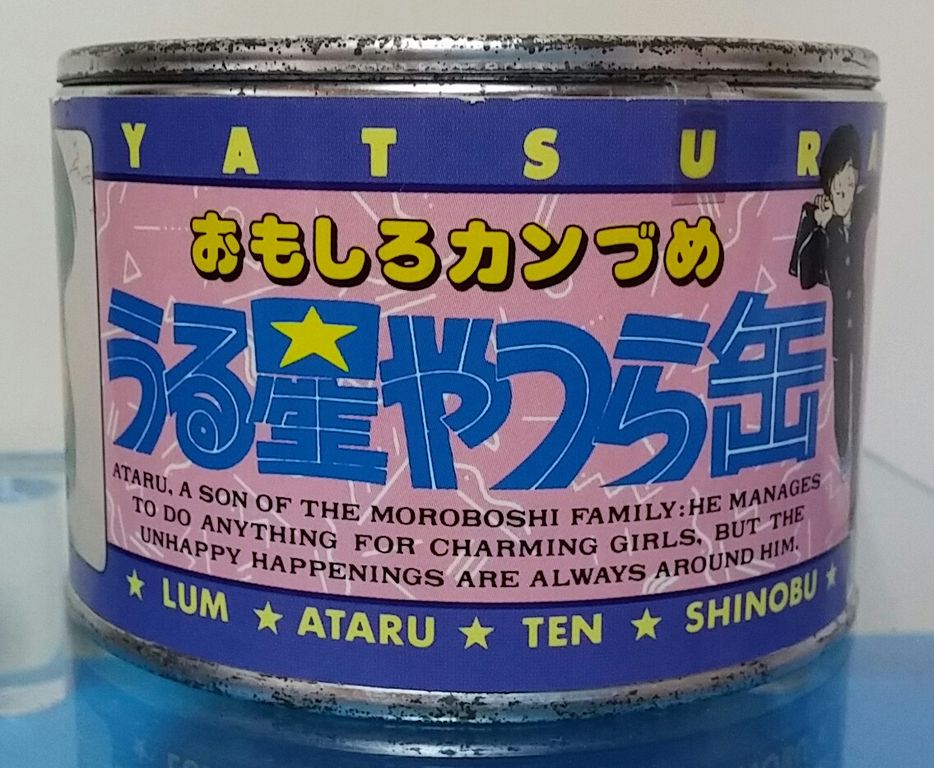 YATSURA
おもしろカンづめ
うる星やつら缶
ATARU, A SON OF THE MOROBOSHI FAMILY:HE MANAGES
TO DO ANYTHING FOR CHARMING GIRLS, BUT THE
UNHAPPY HAPPENINGS ARE ALWAYS AROUND HIM.
★ LUM ★ ATARU ★ TEN ★ SHINOBU ★